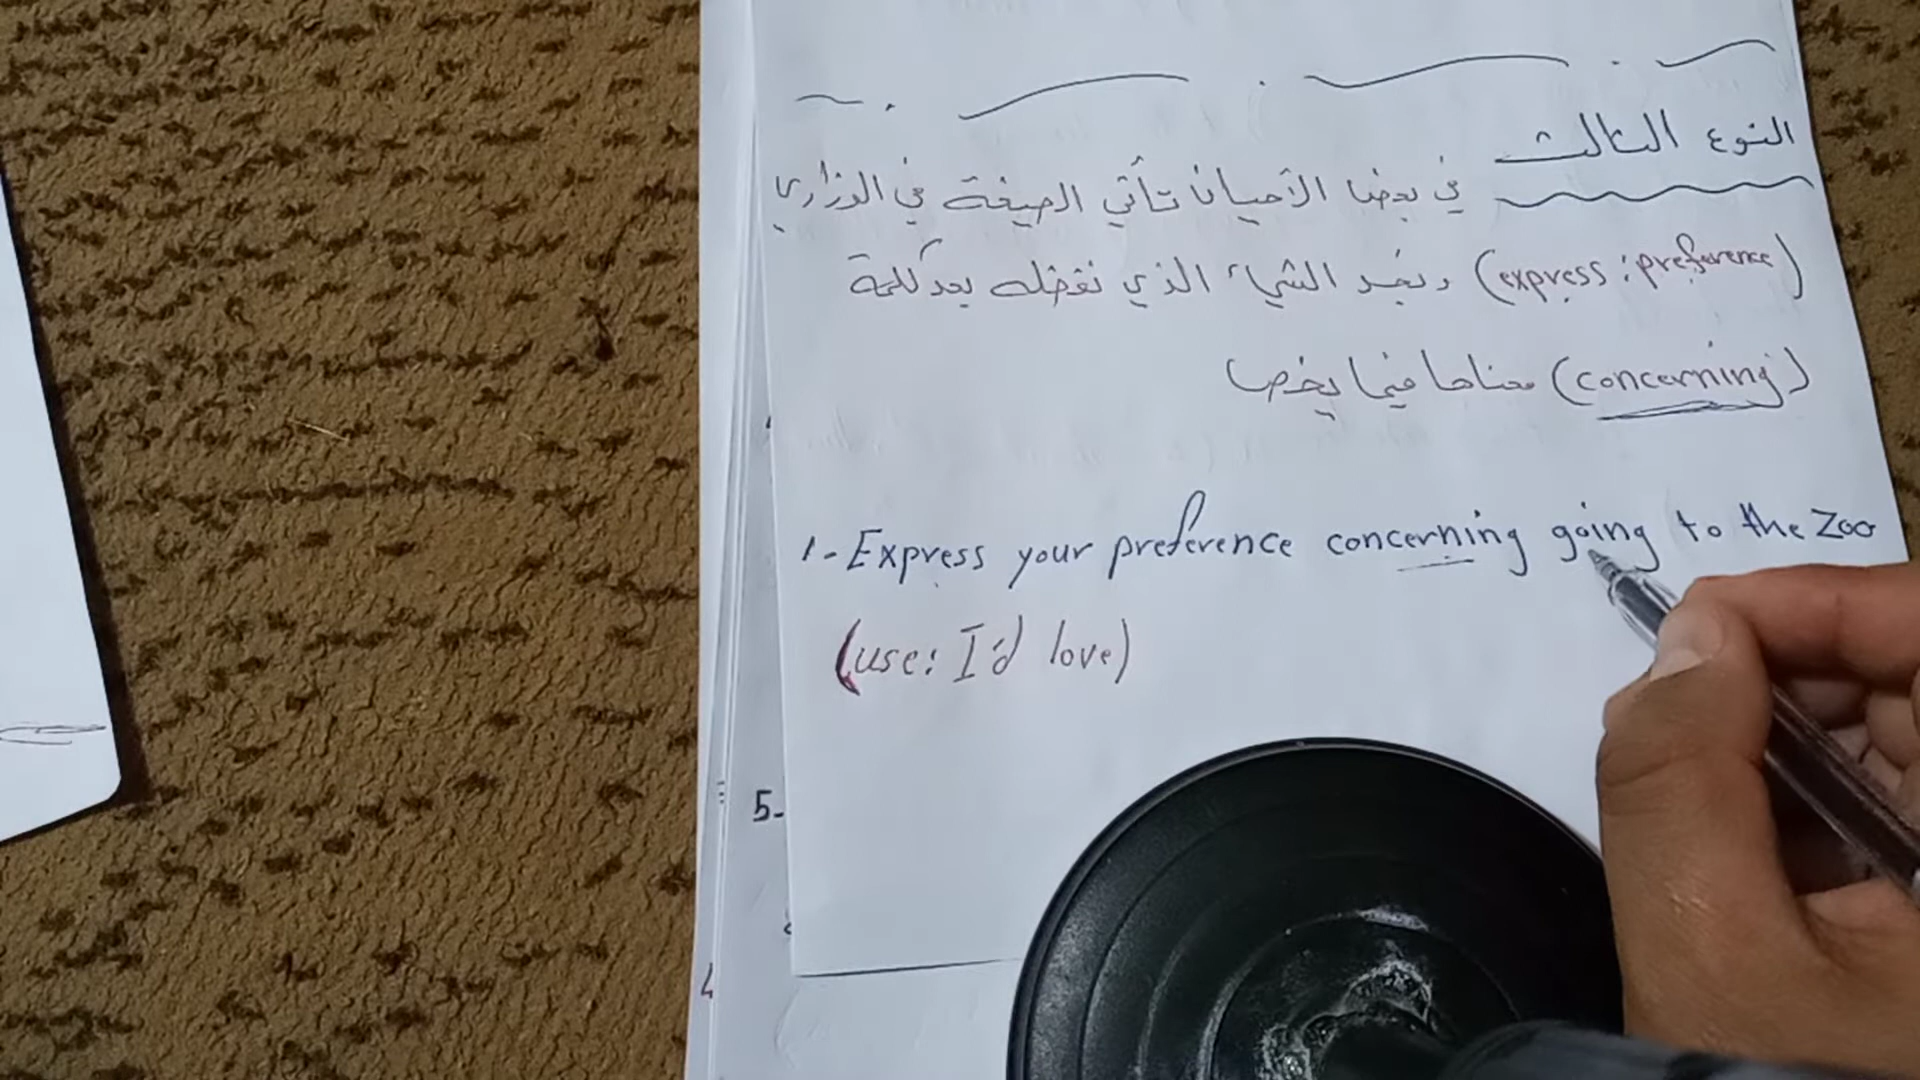 النوع الثالث
في بعض الأحيان تأتي الصيغة في الوزاري
(express : preference) ونجد الشيء الذي نفضله بعد كلمة
(concerning) معناها فيما يخص
1- Express your preference concerning going to the Zoo
(use: I'd love)
5-